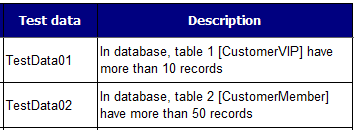 Test data
Description
TestData01
In database, table 1 [CustomerVIP] have
more than 10 records
TestData02
In database, table 2 [CustomerMember]
have more than 50 records